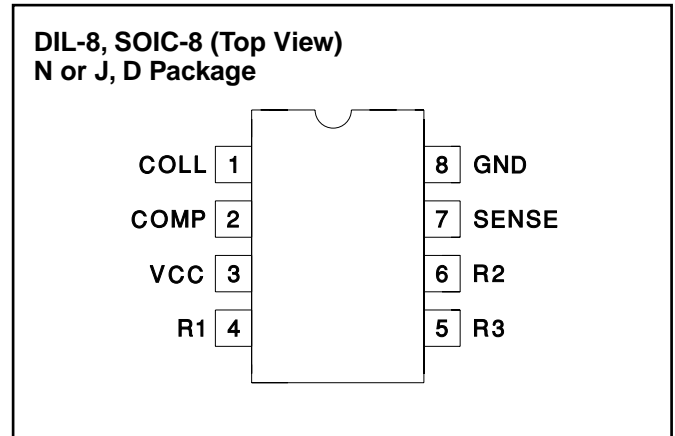 DIL-8, SOIC-8 (Top View)
N or J, D Package
COLL 1 8 GND
COMP 2 7 SENSE
VCC 3 6 R2
R1 4 5 R3